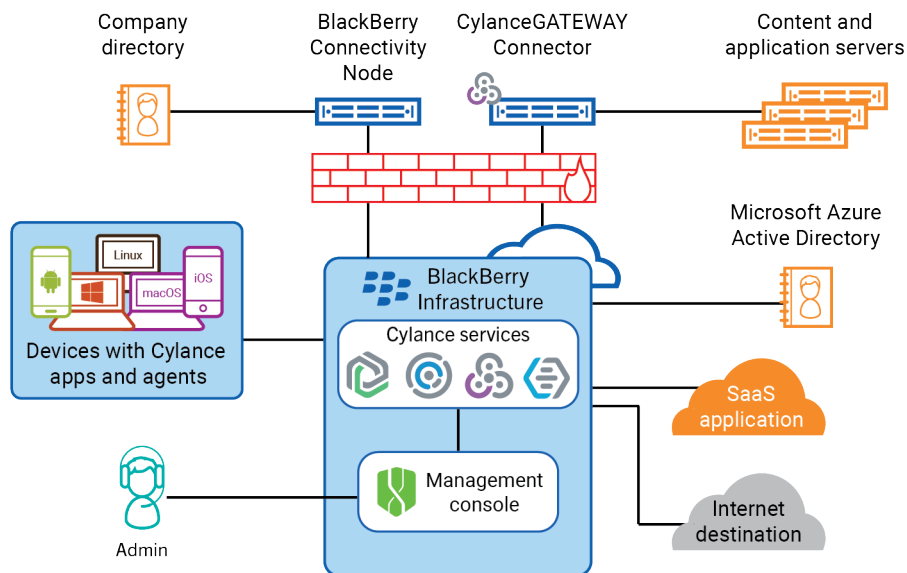 Company
directory
BlackBerry
Connectivity
Node
CylanceGATEWAY
Connector
Content and
application servers
Microsoft Azure
Active Directory
Linux
iOS
macOS
Devices with Cylance
apps and agents
BlackBerry
Infrastructure
Cylance services
SaaS
application
Management
console
Internet
destination
Admin